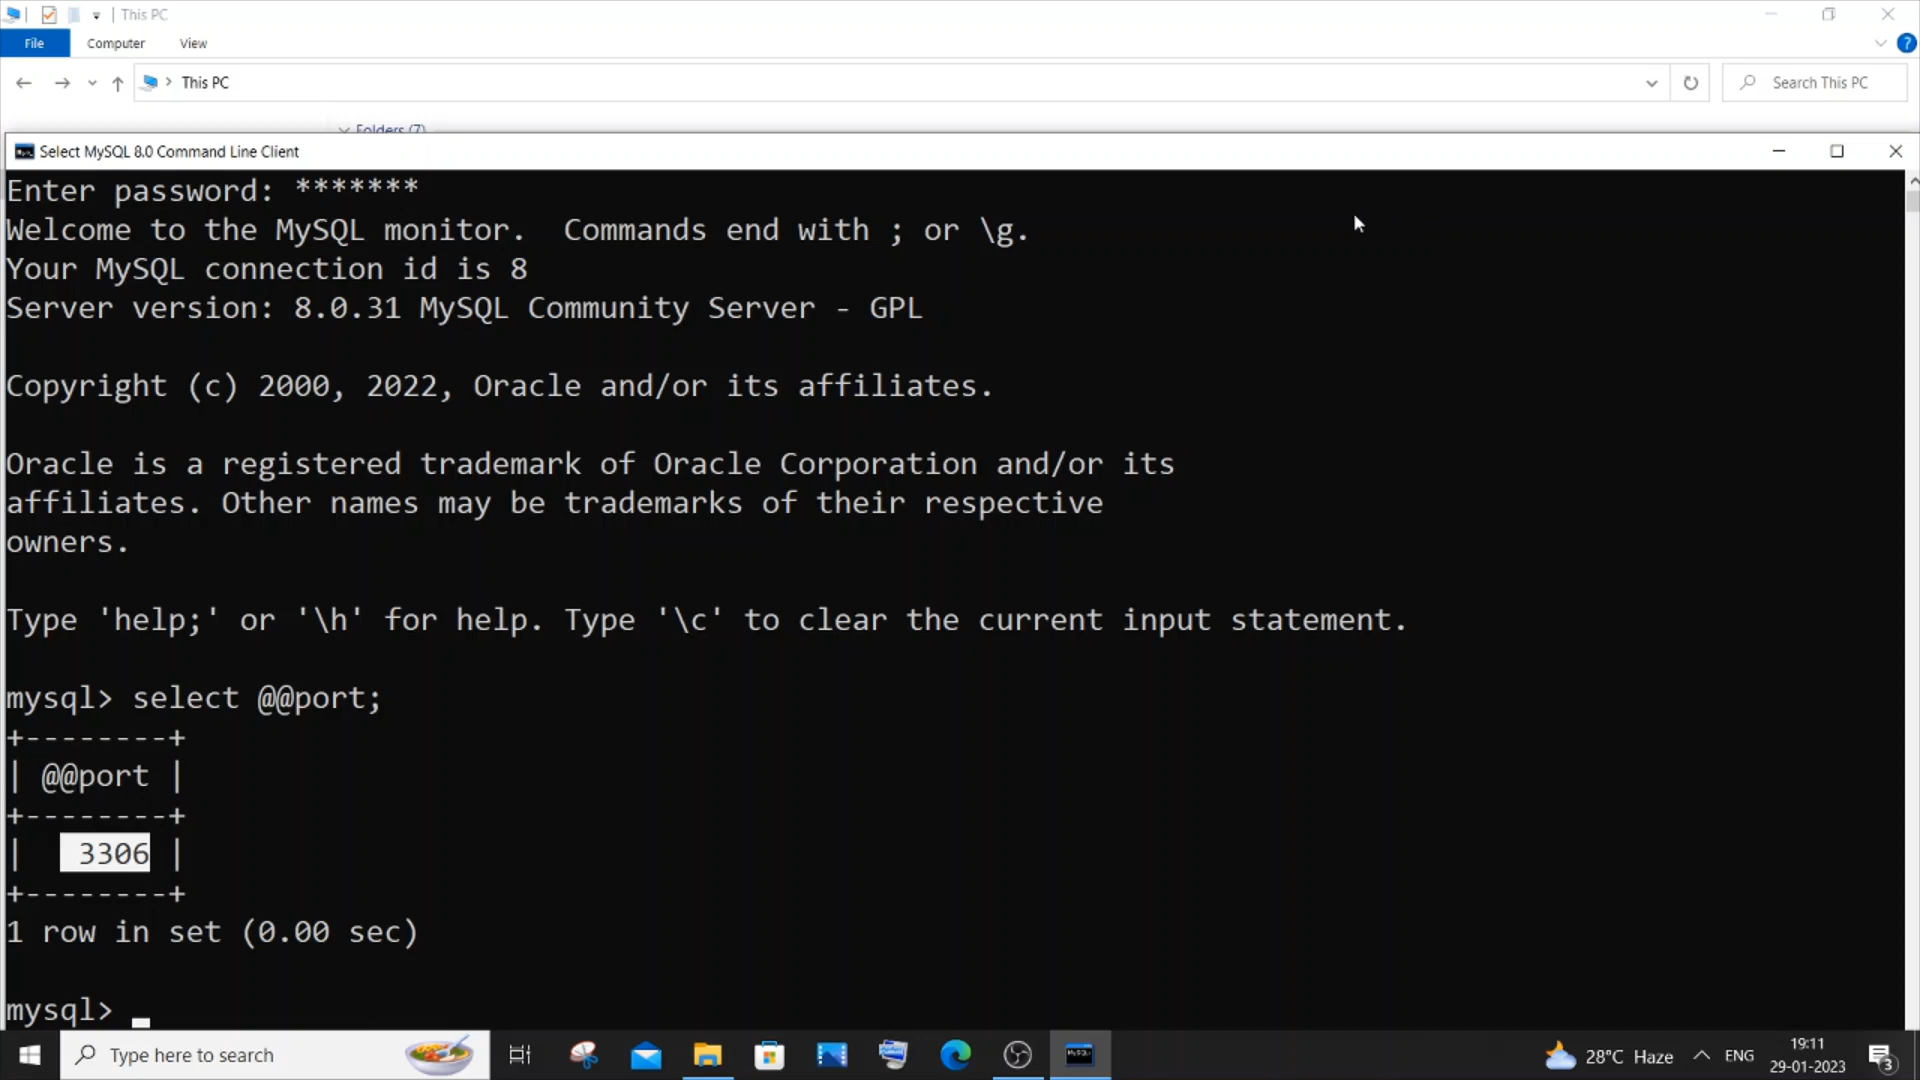 This PC
File
Computer
View
This PC
Search This PC
Folders (7)
Select MySQL 8.0 Command Line Client
Enter password: *******
Welcome to the MySQL monitor.  Commands end with ; or \g.
Your MySQL connection id is 8
Server version: 8.0.31 MySQL Community Server - GPL
Copyright (c) 2000, 2022, Oracle and/or its affiliates.
Oracle is a registered trademark of Oracle Corporation and/or its
affiliates. Other names may be trademarks of their respective
owners.
Type 'help;' or '\h' for help. Type '\c' to clear the current input statement.
mysql> select @@port;
+--------+
| @@port |
+--------+
|   3306 |
+--------+
1 row in set (0.00 sec)
mysql> _
Type here to search
MySQL
28°C Haze
ENG
19:11
29-01-2023
3